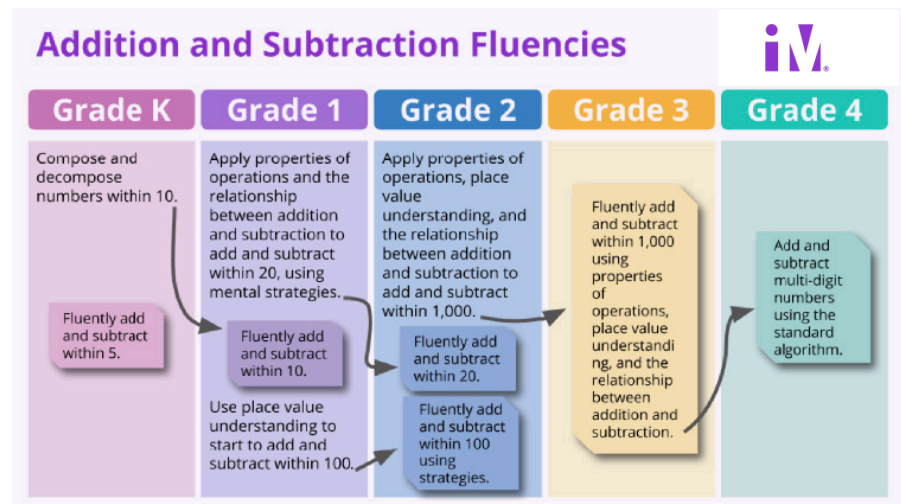 Addition and Subtraction Fluencies
iM®
Grade K
Compose and
decompose
numbers within 10.
Fluently add
and subtract
within 5.
Grade 1
Apply properties of
operations and the
relationship
between addition
and subtraction to
add and subtract
within 20, using
mental strategies.
Fluently add
and subtract
within 10.
Use place value
understanding to
start to add and
subtract within 100.
Grade 2
Apply properties of
operations, place
value
understanding, and
the relationship
between addition
and subtraction to
add and subtract
within 1,000.
Fluently add
and subtract
within 20.
Fluently add
and subtract
within 100
using
strategies.
Grade 3
Fluently add
and subtract
within 1,000
using
properties
of
operations,
place value
understandi
ng, and the
relationship
between
addition and
subtraction.
Grade 4
Add and
subtract
multi-digit
numbers
using the
standard
algorithm.